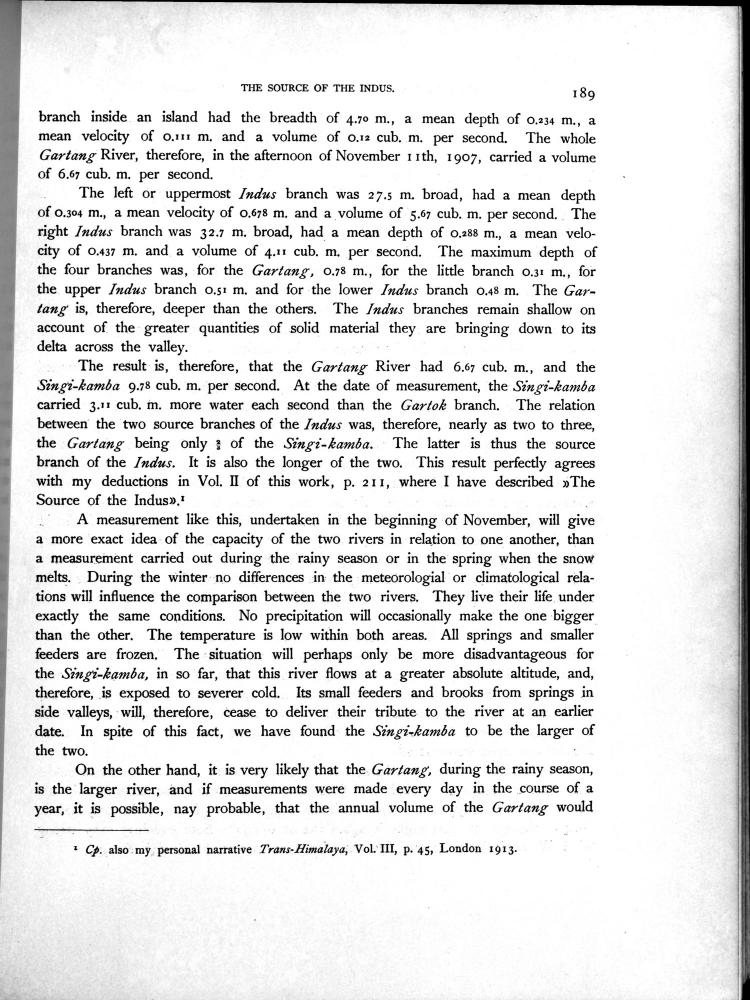 THE SOURCE OF THE INDUS.
189
branch inside an island had the breadth of 4.70 m., a mean depth of 0.234 m., a
mean velocity of 0.111 m. and a volume of 0.12 cub. m. per second. The whole
Gartang River, therefore, in the afternoon of November 11th, 1907, carried a volume
of 6.67 cub. m. per second.
The left or uppermost Indus branch was 27.5 m. broad, had a mean depth
of 0.304 m., a mean velocity of 0.678 m. and a volume of 5.67 cub. m. per second. The
right Indus branch was 32.7 m. broad, had a mean depth of 0.288 m., a mean velo-
city of 0.437 m. and a volume of 4.11 cub. m. per second. The maximum depth of
the four branches was, for the Gartang, 0.78 m., for the little branch 0.31 m., for
the upper Indus branch 0.51 m. and for the lower Indus branch 0.48 m. The Gar-
tang is, therefore, deeper than the others. The Indus branches remain shallow on
account of the greater quantities of solid material they are bringing down to its
delta across the valley.
The result is, therefore, that the Gartang River had 6.67 cub. m., and the
Singi-kamba 9.78 cub. m. per second. At the date of measurement, the Singi-kamba
carried 3.11 cub. m. more water each second than the Gartok branch. The relation
between the two source branches of the Indus was, therefore, nearly as two to three,
the Gartang being only ⅔ of the Singi-kamba. The latter is thus the source
branch of the Indus. It is also the longer of the two. This result perfectly agrees
with my deductions in Vol. II of this work, p. 211, where I have described »The
Source of the Indus».¹
A measurement like this, undertaken in the beginning of November, will give
a more exact idea of the capacity of the two rivers in relation to one another, than
a measurement carried out during the rainy season or in the spring when the snow
melts. During the winter no differences in the meteorologial or climatological rela-
tions will influence the comparison between the two rivers. They live their life under
exactly the same conditions. No precipitation will occasionally make the one bigger
than the other. The temperature is low within both areas. All springs and smaller
feeders are frozen. The situation will perhaps only be more disadvantageous for
the Singi-kamba, in so far, that this river flows at a greater absolute altitude, and,
therefore, is exposed to severer cold. Its small feeders and brooks from springs in
side valleys, will, therefore, cease to deliver their tribute to the river at an earlier
date. In spite of this fact, we have found the Singi-kamba to be the larger of
the two.
On the other hand, it is very likely that the Gartang, during the rainy season,
is the larger river, and if measurements were made every day in the course of a
year, it is possible, nay probable, that the annual volume of the Gartang would
¹ Cp. also my personal narrative Trans-Himalaya, Vol. III, p. 45, London 1913.